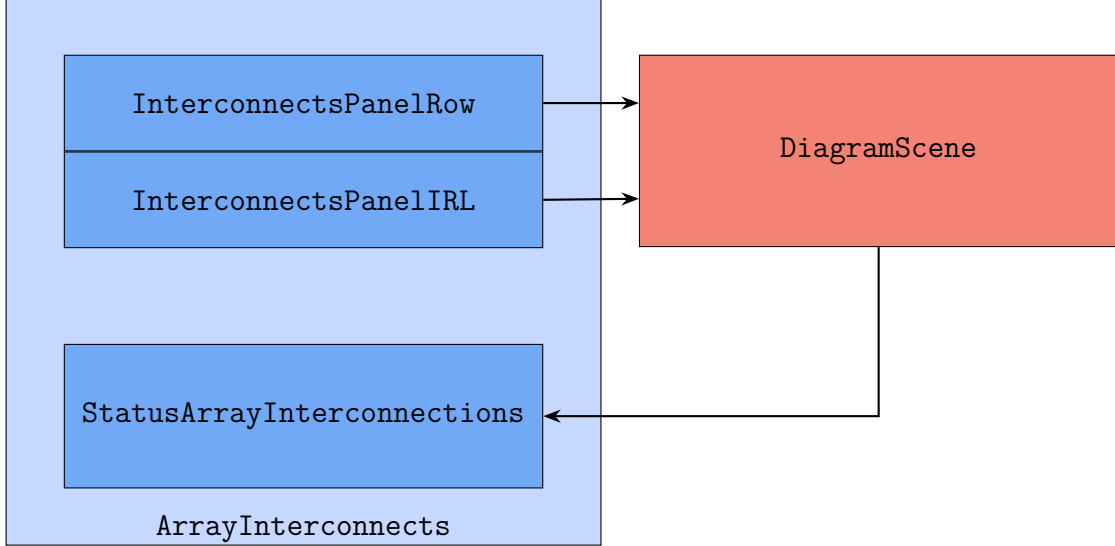 InterconnectsPanelRow
DiagramScene
InterconnectsPanelIRL
StatusArrayInterconnections
ArrayInterconnects